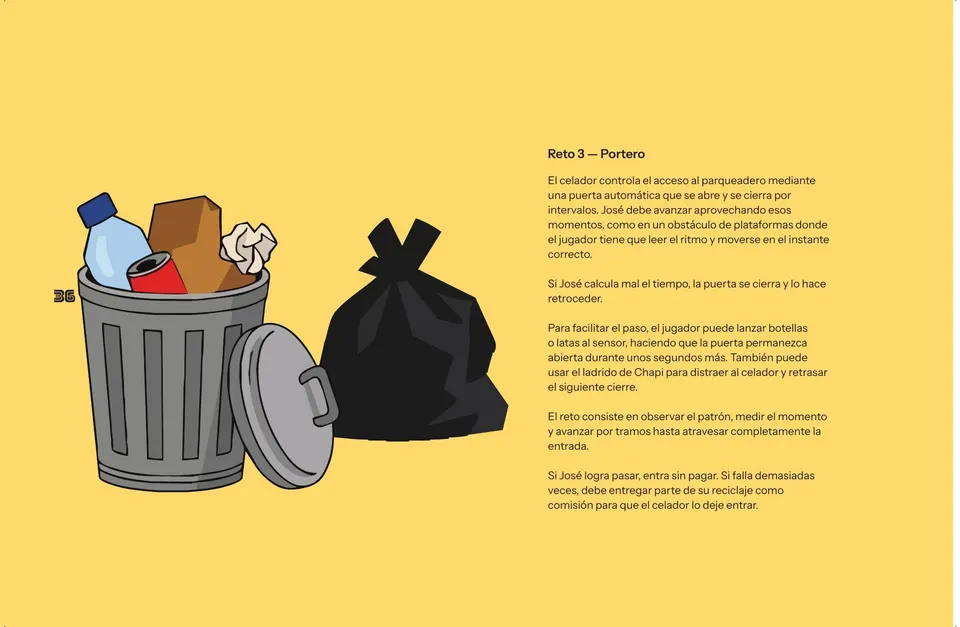 36
Reto 3 — Portero
El celador controla el acceso al parqueadero mediante
una puerta automática que se abre y se cierra por
intervalos. José debe avanzar aprovechando esos
momentos, como en un obstáculo de plataformas donde
el jugador tiene que leer el ritmo y moverse en el instante
correcto.
Si José calcula mal el tiempo, la puerta se cierra y lo hace
retroceder.
Para facilitar el paso, el jugador puede lanzar botellas
o latas al sensor, haciendo que la puerta permanezca
abierta durante unos segundos más. También puede
usar el ladrido de Chapi para distraer al celador y retrasar
el siguiente cierre.
El reto consiste en observar el patrón, medir el momento
y avanzar por tramos hasta atravesar completamente la
entrada.
Si José logra pasar, entra sin pagar. Si falla demasiadas
veces, debe entregar parte de su reciclaje como
comisión para que el celador lo deje entrar.